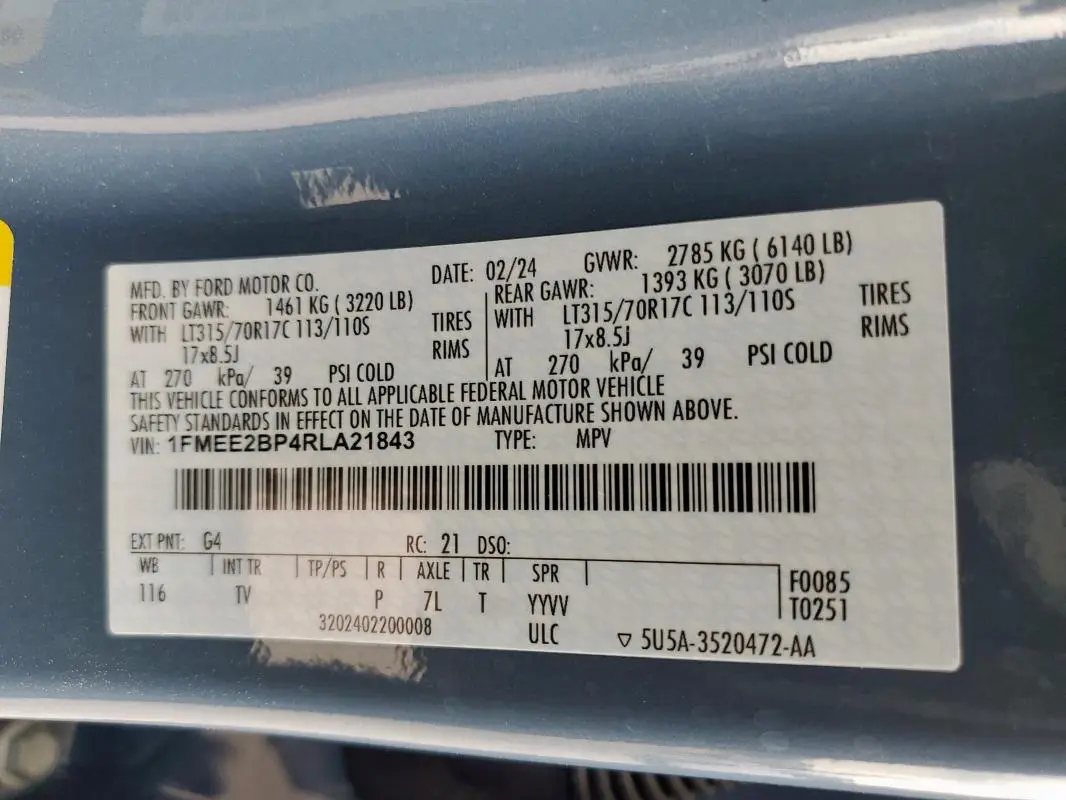 MFD. BY FORD MOTOR CO. DATE: 02/24 GVWR: 2785 KG ( 6140 LB)
FRONT GAWR: 1461 KG ( 3220 LB) REAR GAWR: 1393 KG ( 3070 LB)
WITH LT315/70R17C 113/110S TIRES WITH LT315/70R17C 113/110S TIRES
17x8.5J RIMS 17x8.5J RIMS
AT 270 kPa/ 39 PSI COLD AT 270 kPa/ 39 PSI COLD
THIS VEHICLE CONFORMS TO ALL APPLICABLE FEDERAL MOTOR VEHICLE
SAFETY STANDARDS IN EFFECT ON THE DATE OF MANUFACTURE SHOWN ABOVE.
VIN: 1FMEE2BP4RLA21843 TYPE: MPV
EXT PNT: G4 RC: 21 DSO:
WB INT TR TP/PS R AXLE TR SPR F0085
116 TV P 7L T YYVV T0251
3202402200008 ULC ▽ 5U5A-3520472-AA